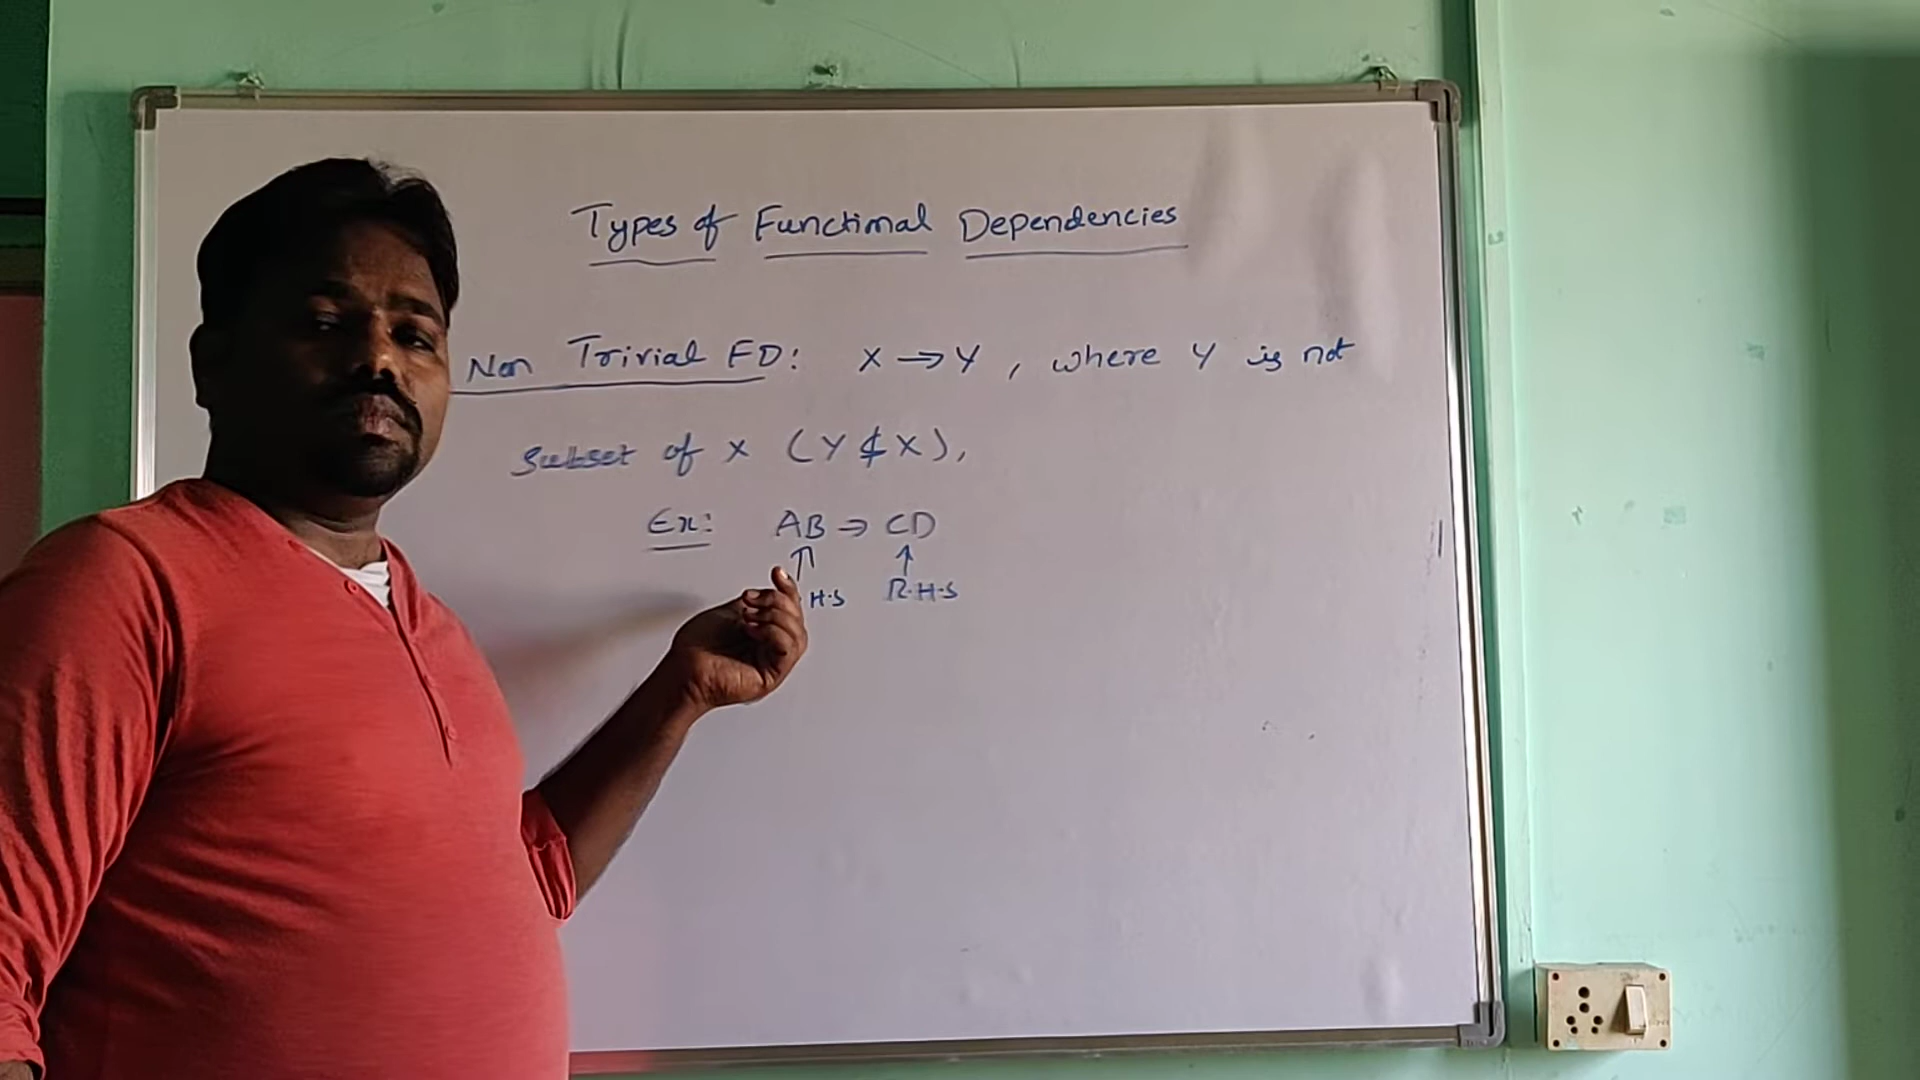 Types of Functional Dependencies
Non Trivial FD: X → Y, where Y is not
Subset of X (Y ⊄ X),
Ex: AB → CD
↑ ↑
.H.S R.H.S